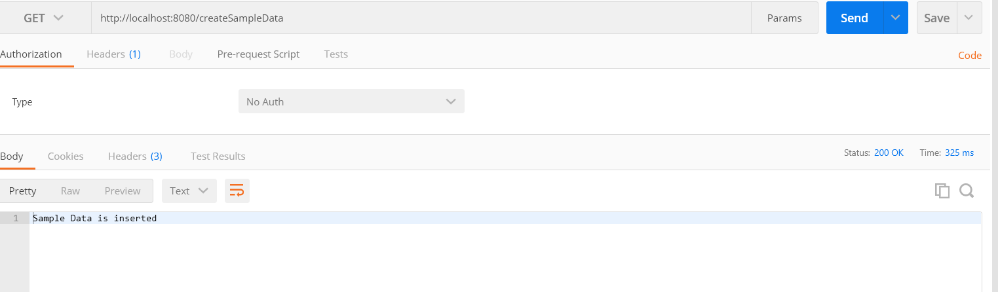 GET http://localhost:8080/createSampleData Params Send Save
Authorization Headers (1) Body Pre-request Script Tests Code
Type No Auth
Body Cookies Headers (3) Test Results Status: 200 OK Time: 325 ms
Pretty Raw Preview Text
1 Sample Data is inserted